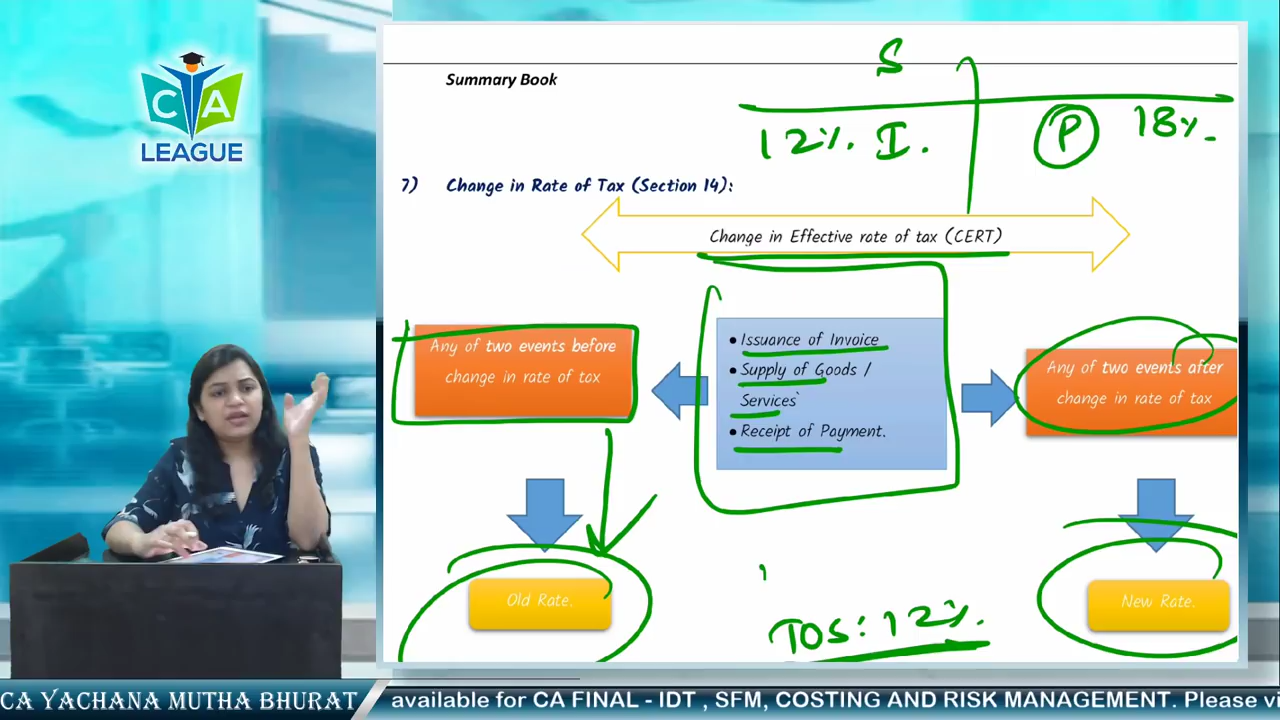 CA
LEAGUE
Summary Book
S
12%. I.
P 18%.
7) Change in Rate of Tax (Section 14):
Change in Effective rate of tax (CERT)
Any of two events before
change in rate of tax
• Issuance of Invoice
• Supply of Goods /
Services`
• Receipt of Payment.
Any of two events after
change in rate of tax
Old Rate.
New Rate.
TOS: 12%.
CA YACHANA MUTHA BHURAT
available for CA FINAL - IDT , SFM, COSTING AND RISK MANAGEMENT. Please vi